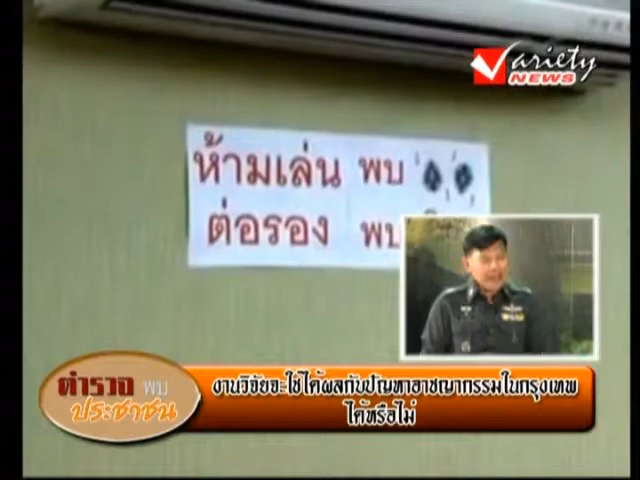 Variety
NEWS
ห้ามเล่น พบ
ต่อรอง พบ
ตำรวจ พบ
ประชาชน
งานวิจัยจะใช้ได้ผลกับปัญหาอาชญากรรมในกรุงเทพ
ได้หรือไม่